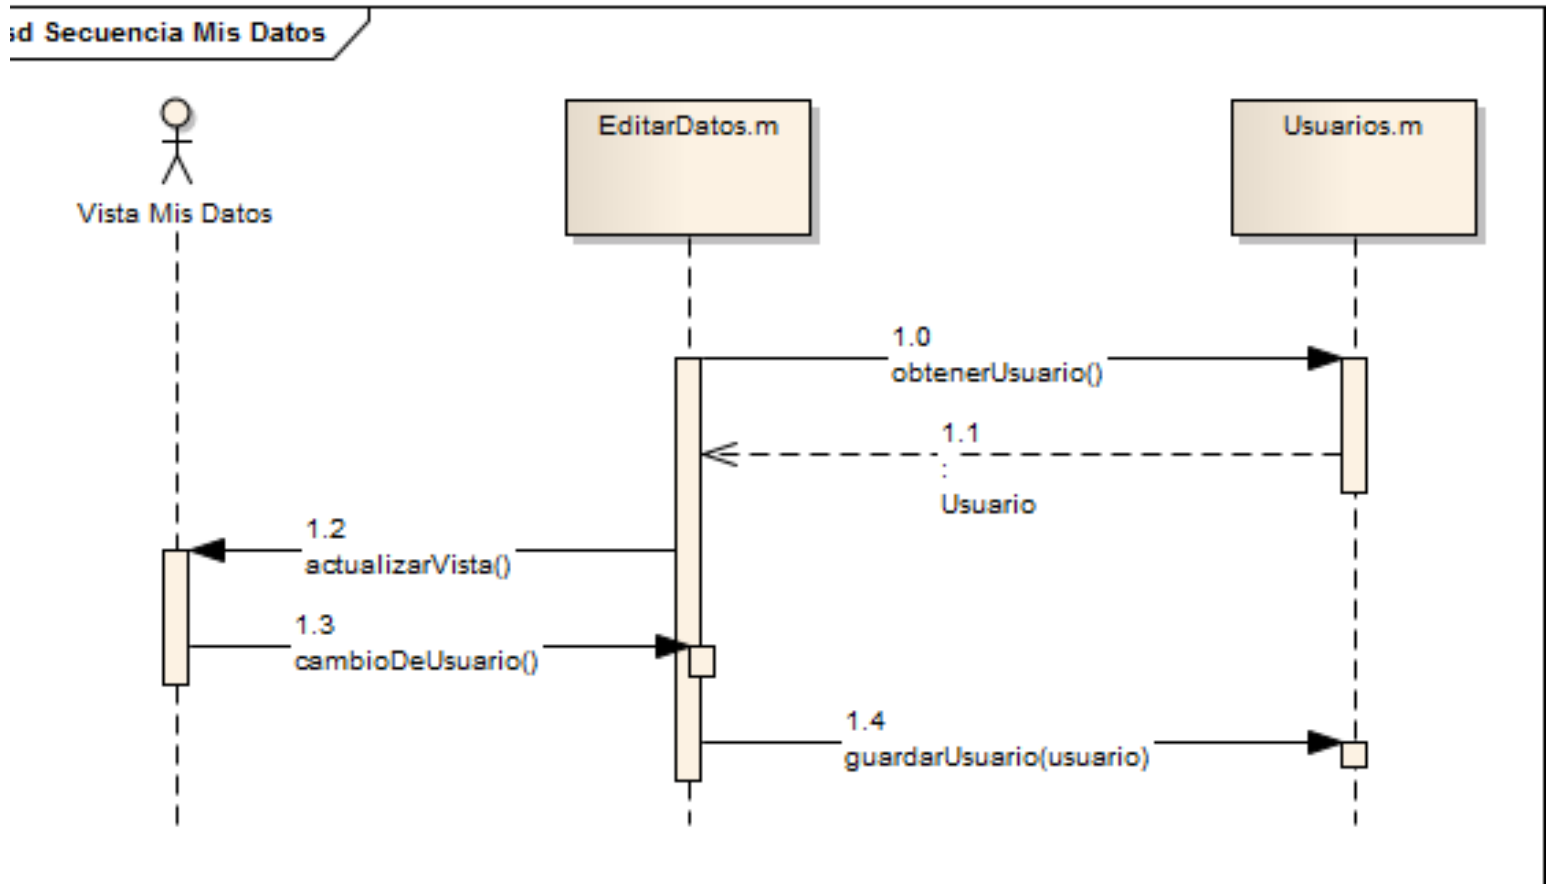 sd Secuencia Mis Datos
Vista Mis Datos
EditarDatos.m
Usuarios.m
1.0
obtenerUsuario()
1.1
:
Usuario
1.2
actualizarVista()
1.3
cambioDeUsuario()
1.4
guardarUsuario(usuario)